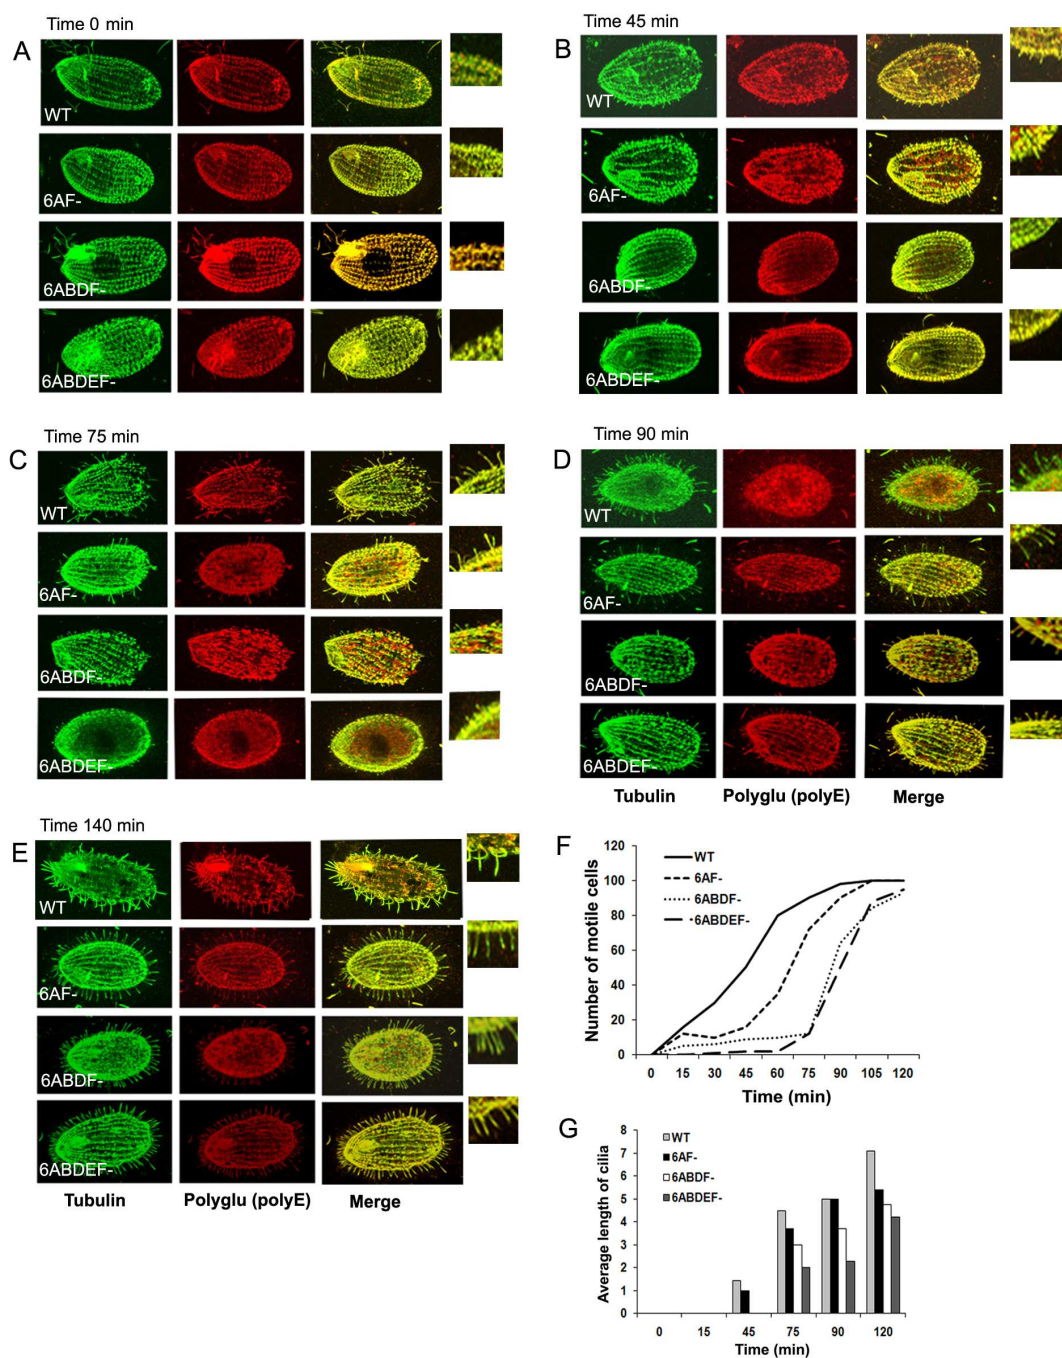 Time 0 min
A
WT
6AF-
6ABDF-
6ABDEF-
Time 45 min
B
WT
6AF-
6ABDF-
6ABDEF-
Time 75 min
C
WT
6AF-
6ABDF-
6ABDEF-
Time 90 min
D
WT
6AF-
6ABDF-
6ABDEF-
Tubulin Polyglu (polyE) Merge
Time 140 min
E
WT
6AF-
6ABDF-
6ABDEF-
Tubulin Polyglu (polyE) Merge
F
Number of motile cells
120
100
80
60
40
20
0
WT
6AF-
6ABDF-
6ABDEF-
0 15 30 45 60 75 90 105 120
Time (min)
G
Average length of cilia
8
7
6
5
4
3
2
1
0
WT
6AF-
6ABDF-
6ABDEF-
0 15 45 75 90 120
Time (min)